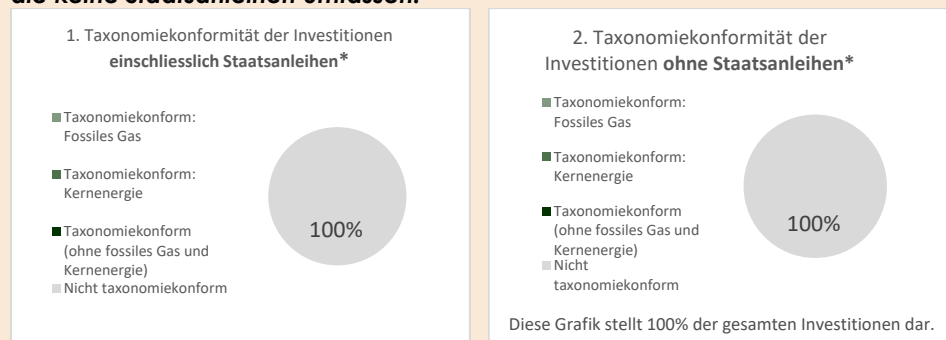 die keine Staatsanleihen umfassen.
1. Taxonomiekonformität der Investitionen
einschliesslich Staatsanleihen*
Taxonomiekonform:
Fossiles Gas
Taxonomiekonform:
Kernenergie
Taxonomiekonform
(ohne fossiles Gas und
Kernenergie)
Nicht taxonomiekonform
100%
2. Taxonomiekonformität der
Investitionen ohne Staatsanleihen*
Taxonomiekonform:
Fossiles Gas
Taxonomiekonform:
Kernenergie
Taxonomiekonform
(ohne fossiles Gas und
Kernenergie)
Nicht
taxonomiekonform
100%
Diese Grafik stellt 100% der gesamten Investitionen dar.